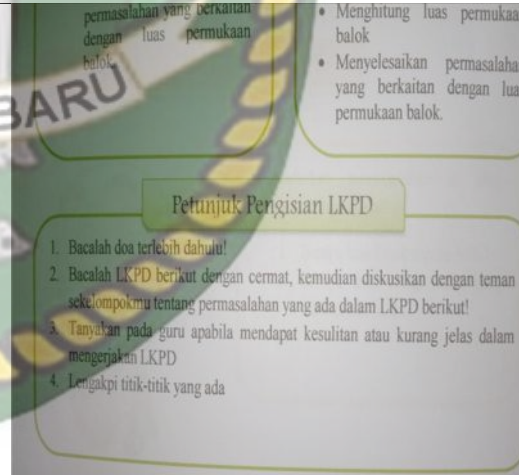 permasalahan yang berkaitan
dengan luas permukaan
balok
• Menghitung luas permukaa
balok
• Menyelesaikan permasalaha
yang berkaitan dengan lua
permukaan balok.
BARU
Petunjuk Pengisian LKPD
1. Bacalah doa terlebih dahulu!
2. Bacalah LKPD berikut dengan cermat, kemudian diskusikan dengan teman
sekelompokmu tentang permasalahan yang ada dalam LKPD berikut!
3. Tanyakan pada guru apabila mendapat kesulitan atau kurang jelas dalam
mengerjakan LKPD
4. Lengakpi titik-titik yang ada